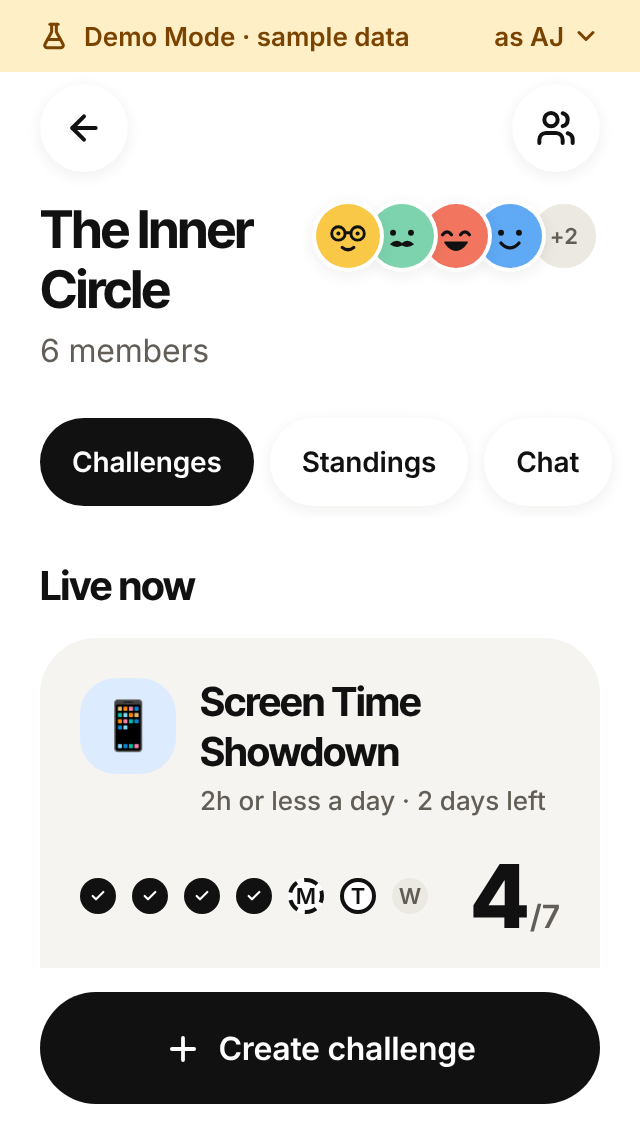 Demo Mode · sample data
as AJ
The Inner
Circle
+2
6 members
Challenges
Standings
Chat
Live now
Screen Time
Showdown
2h or less a day · 2 days left
M T W
4/7
Create challenge